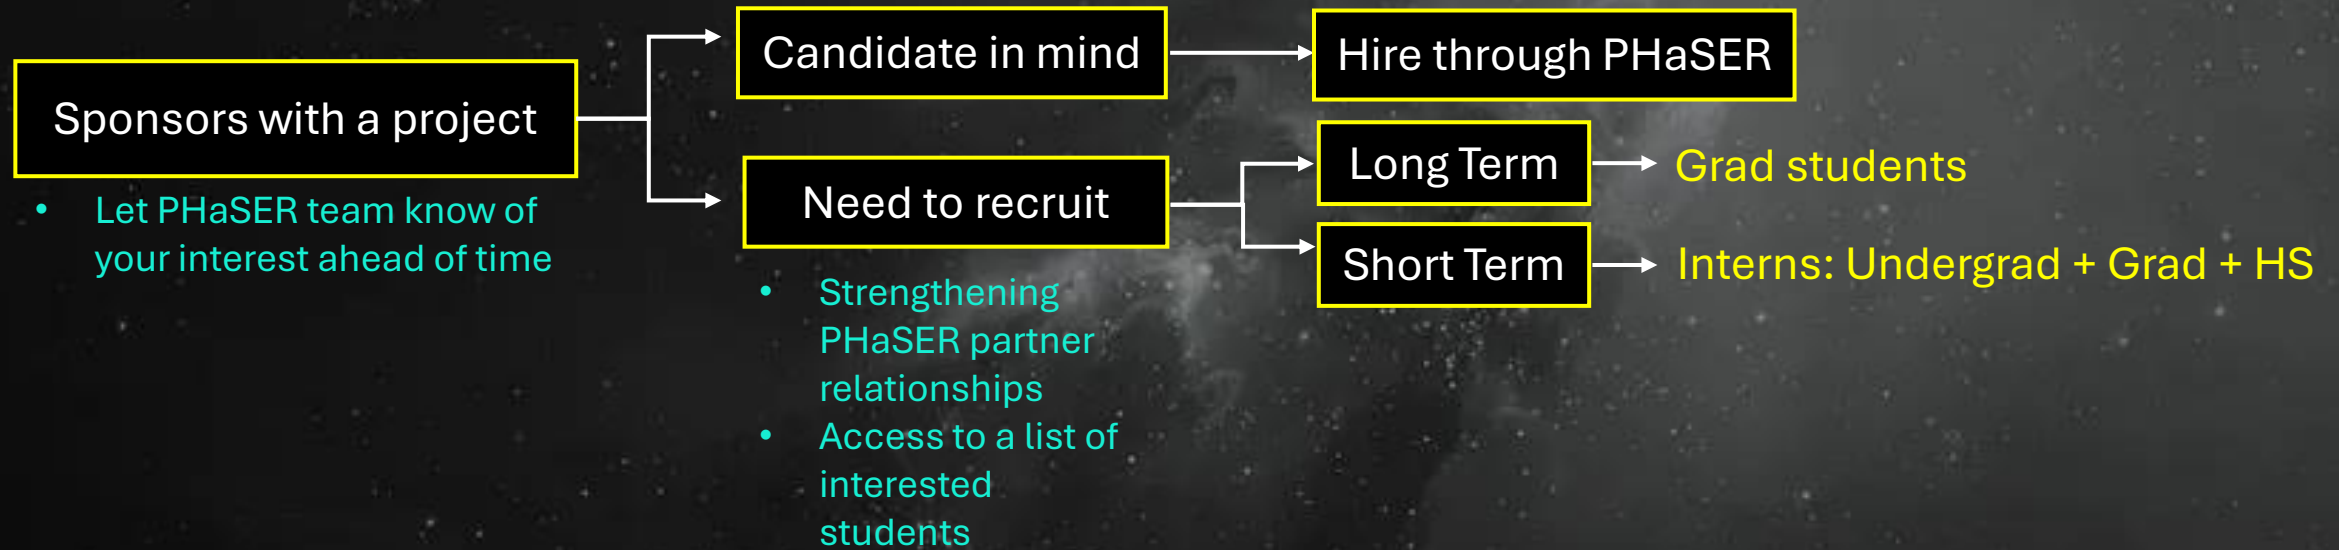 Sponsors with a project
• Let PHaSER team know of
your interest ahead of time
Candidate in mind
Hire through PHaSER
Need to recruit
• Strengthening
PHaSER partner
relationships
• Access to a list of
interested
students
Long Term
Grad students
Short Term
Interns: Undergrad + Grad + HS